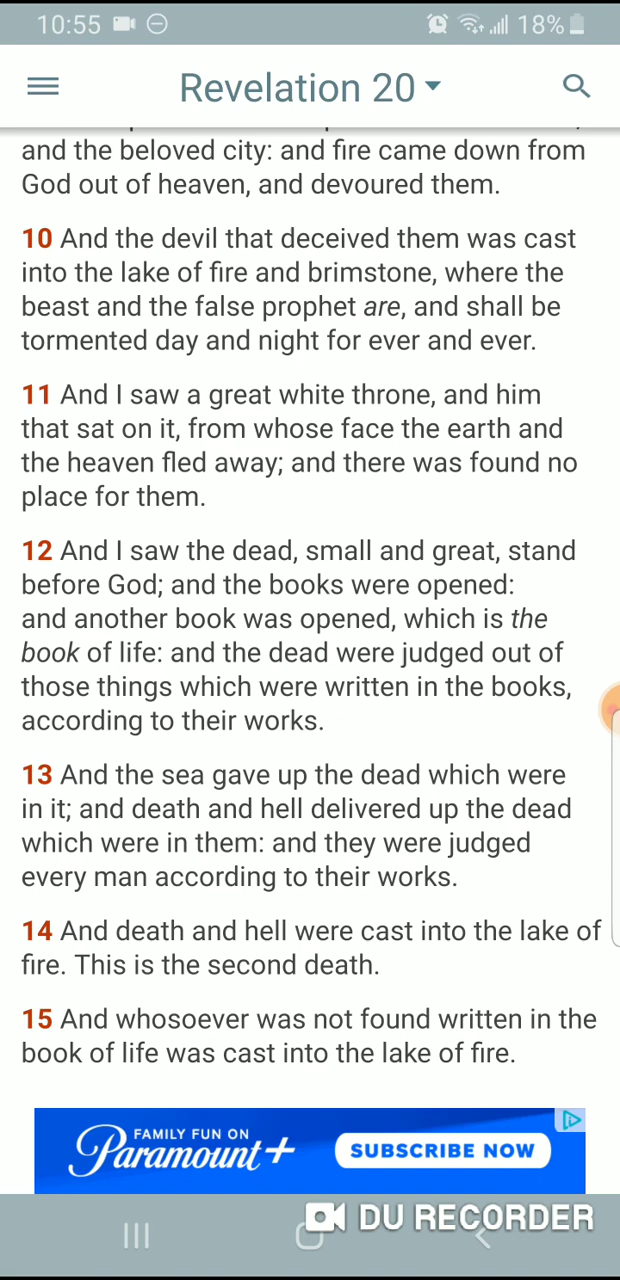 10:55 18%
Revelation 20
and the beloved city: and fire came down from
God out of heaven, and devoured them.
10 And the devil that deceived them was cast
into the lake of fire and brimstone, where the
beast and the false prophet are, and shall be
tormented day and night for ever and ever.
11 And I saw a great white throne, and him
that sat on it, from whose face the earth and
the heaven fled away; and there was found no
place for them.
12 And I saw the dead, small and great, stand
before God; and the books were opened:
and another book was opened, which is the
book of life: and the dead were judged out of
those things which were written in the books,
according to their works.
13 And the sea gave up the dead which were
in it; and death and hell delivered up the dead
which were in them: and they were judged
every man according to their works.
14 And death and hell were cast into the lake of
fire. This is the second death.
15 And whosoever was not found written in the
book of life was cast into the lake of fire.
FAMILY FUN ON
Paramount+
SUBSCRIBE NOW
DU RECORDER